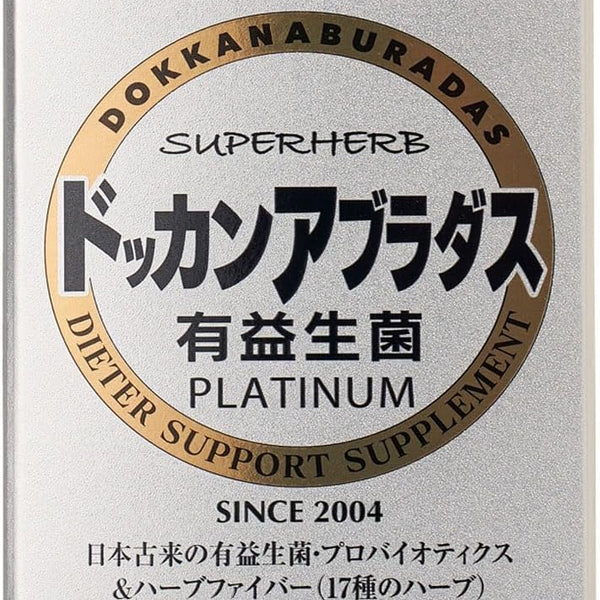 DOKKANABURADAS
SUPERHERB
ドッカンアブラダス
有益生菌
PLATINUM
DIETER SUPPORT SUPPLEMENT
SINCE 2004
日本古来の有益生菌・プロバイオティクス
&ハーブファイバー(17種のハーブ)